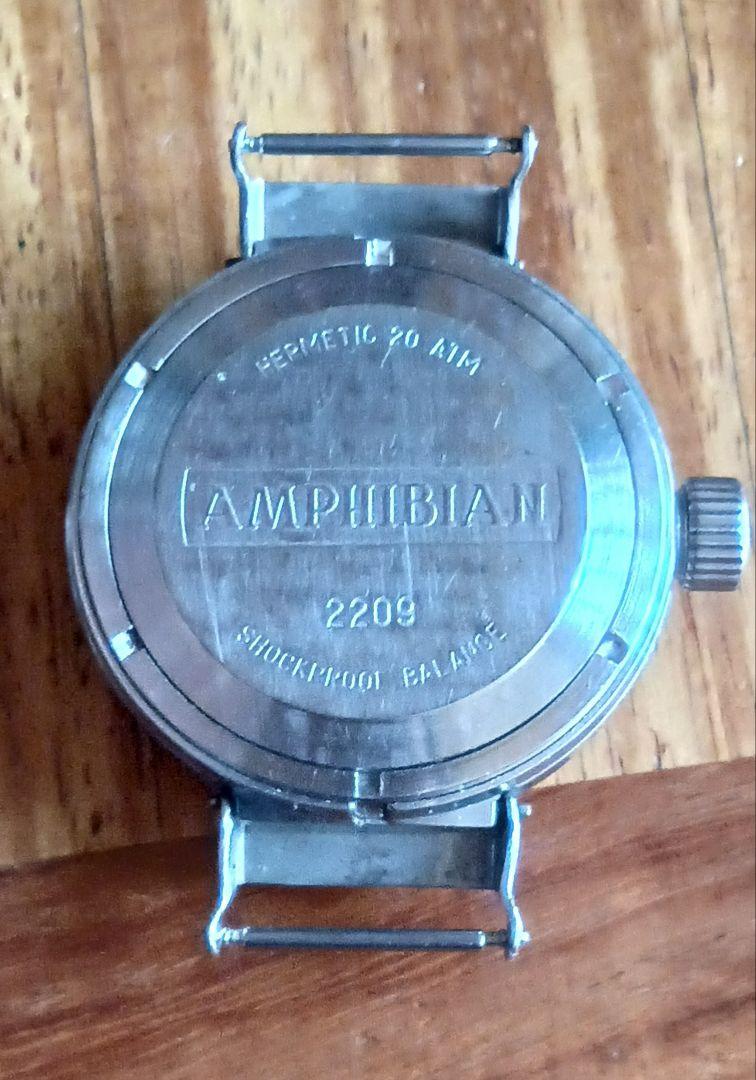 HERMETIC 20 ATM
AMPHIBIAN
2209
SHOCKPROOF BALANCE